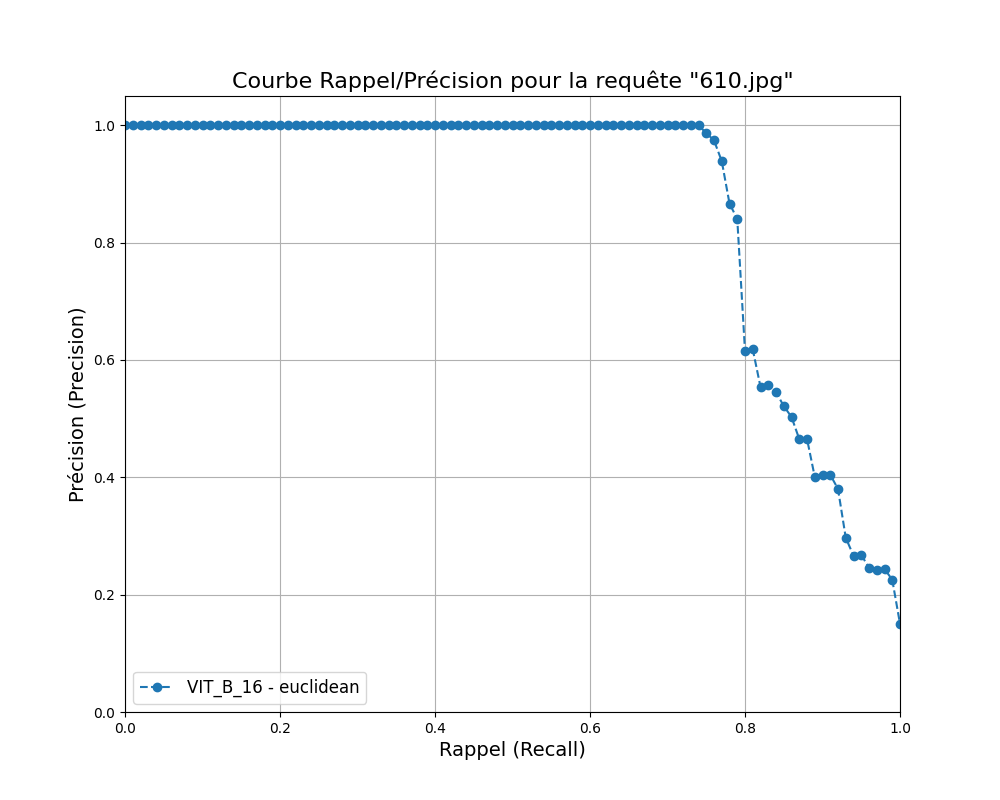 Courbe Rappel/Précision pour la requête "610.jpg"
Précision (Precision)
1.0
0.8
0.6
0.4
0.2
0.0
VIT_B_16 - euclidean
0.0 0.2 0.4 0.6 0.8 1.0
Rappel (Recall)